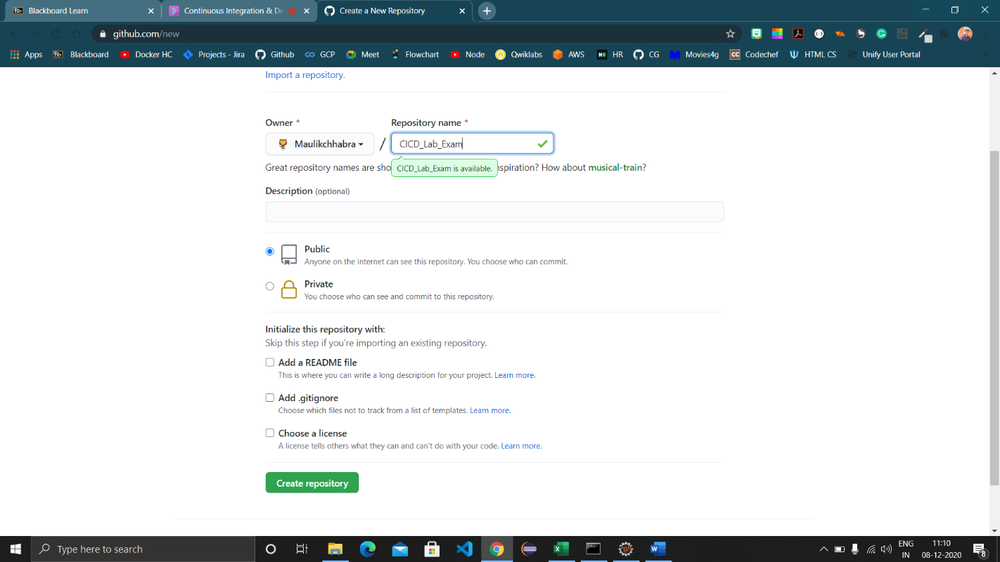 Blackboard Learn
Continuous Integration & De
Create a New Repository
github.com/new
Apps Bb Blackboard Docker HC Projects - Jira Github GCP Meet Flowchart Node Qwiklabs AWS HR CG Movies4g CC Codechef HTML CS Unify User Portal
Import a repository.
Owner * Repository name *
Maulikchhabra / CICD_Lab_Exam
Great repository names are sho CICD_Lab_Exam is available. nspiration? How about musical-train?
Description (optional)
Public
Anyone on the internet can see this repository. You choose who can commit.
Private
You choose who can see and commit to this repository.
Initialize this repository with:
Skip this step if you're importing an existing repository.
Add a README file
This is where you can write a long description for your project. Learn more.
Add .gitignore
Choose which files not to track from a list of templates. Learn more.
Choose a license
A license tells others what they can and can't do with your code. Learn more.
Create repository
Type here to search
ENG
IN
11:10
08-12-2020
8